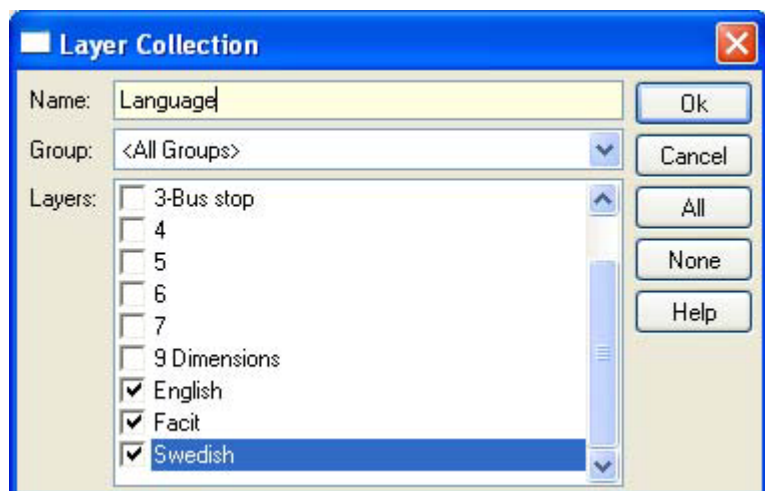 Layer Collection
Name: Language Ok
Group: <All Groups> Cancel
Layers: 3-Bus stop All
4
5 None
6
7 Help
9 Dimensions
English
Facit
Swedish